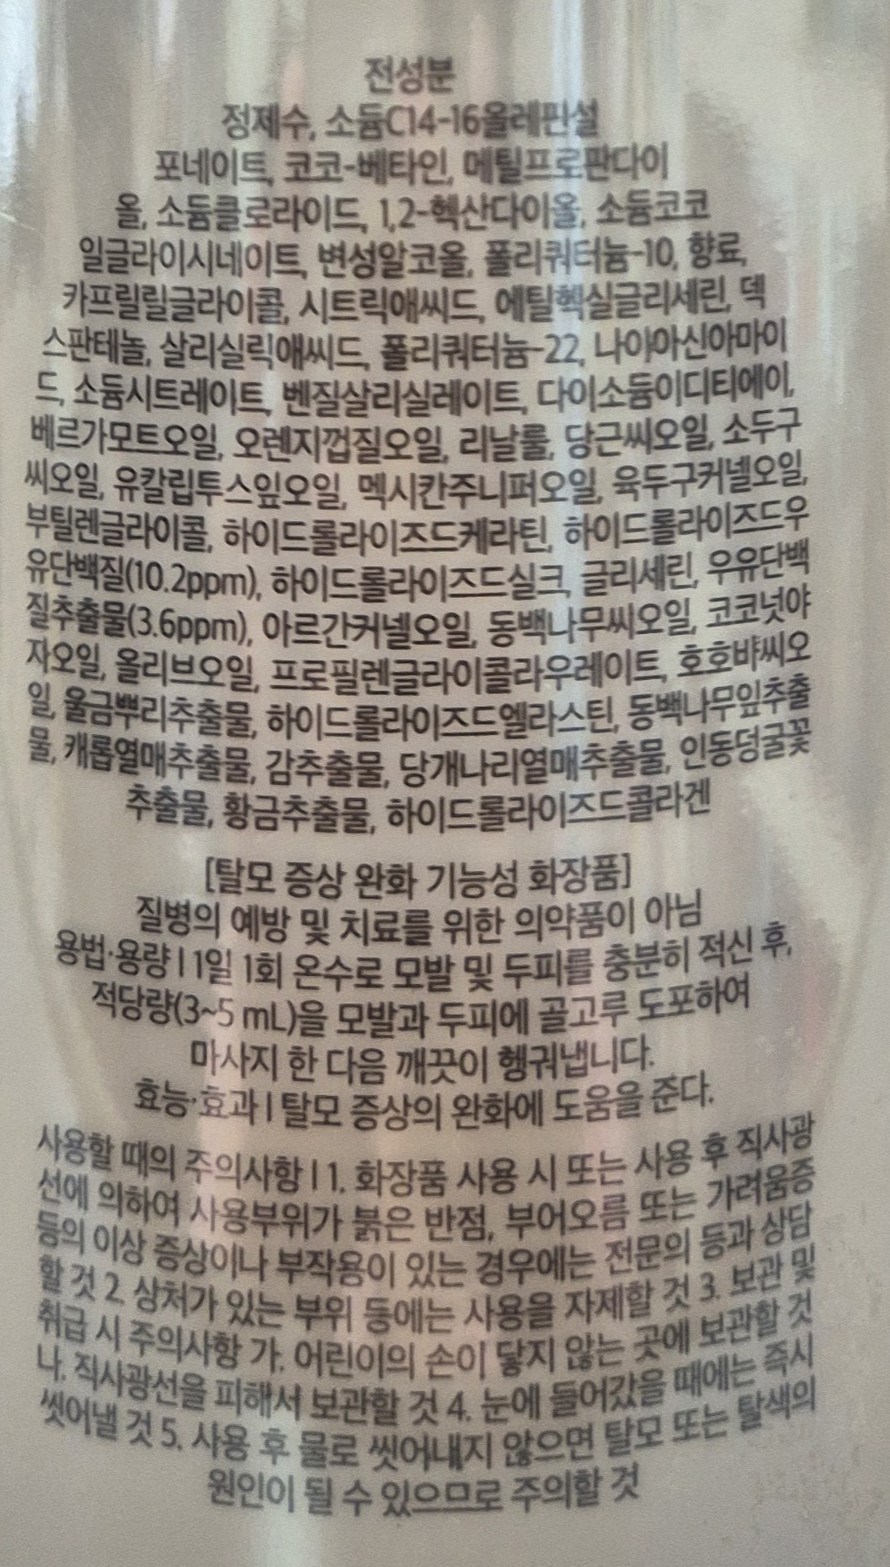 전성분
정제수, 소듐C14-16올레핀설
포네이트, 코코-베타인, 메틸프로판다이
올, 소듐클로라이드, 1,2-헥산다이올, 소듐코코
일글라이시네이트, 변성알코올, 폴리쿼터늄-10, 향료,
카프릴릴글라이콜, 시트릭애씨드, 에틸헥실글리세린, 덱
스판테놀, 살리실릭애씨드, 폴리쿼터늄-22, 나이아신아마이
드, 소듐시트레이트, 벤질살리실레이트, 다이소듐이디티에이,
베르가모트오일, 오렌지껍질오일, 리날룰, 당근씨오일, 소두구
씨오일, 유칼립투스잎오일, 멕시칸주니퍼오일, 육두구커넬오일,
부틸렌글라이콜, 하이드롤라이즈드케라틴, 하이드롤라이즈드우
유단백질(10.2ppm), 하이드롤라이즈드실크, 글리세린, 우유단백
질추출물(3.6ppm), 아르간커넬오일, 동백나무씨오일, 코코넛야
자오일, 올리브오일, 프로필렌글라이콜라우레이트, 호호바씨오
일, 울금뿌리추출물, 하이드롤라이즈드엘라스틴, 동백나무잎추출
물, 캐롭열매추출물, 감추출물, 당개나리열매추출물, 인동덩굴꽃
추출물, 황금추출물, 하이드롤라이즈드콜라겐
[탈모 증상 완화 기능성 화장품]
질병의 예방 및 치료를 위한 의약품이 아님
용법·용량 | 1일 1회 온수로 모발 및 두피를 충분히 적신 후,
적당량(3~5 mL)을 모발과 두피에 골고루 도포하여
마사지 한 다음 깨끗이 헹궈냅니다.
효능·효과 | 탈모 증상의 완화에 도움을 준다.
사용할 때의 주의사항 | 1. 화장품 사용 시 또는 사용 후 직사광
선에 의하여 사용부위가 붉은 반점, 부어오름 또는 가려움증
등의 이상 증상이나 부작용이 있는 경우에는 전문의 등과 상담
할 것 2. 상처가 있는 부위 등에는 사용을 자제할 것 3. 보관 및
취급 시 주의사항 가. 어린이의 손이 닿지 않는 곳에 보관할 것
나. 직사광선을 피해서 보관할 것 4. 눈에 들어갔을 때에는 즉시
씻어낼 것 5. 사용 후 물로 씻어내지 않으면 탈모 또는 탈색의
원인이 될 수 있으므로 주의할 것